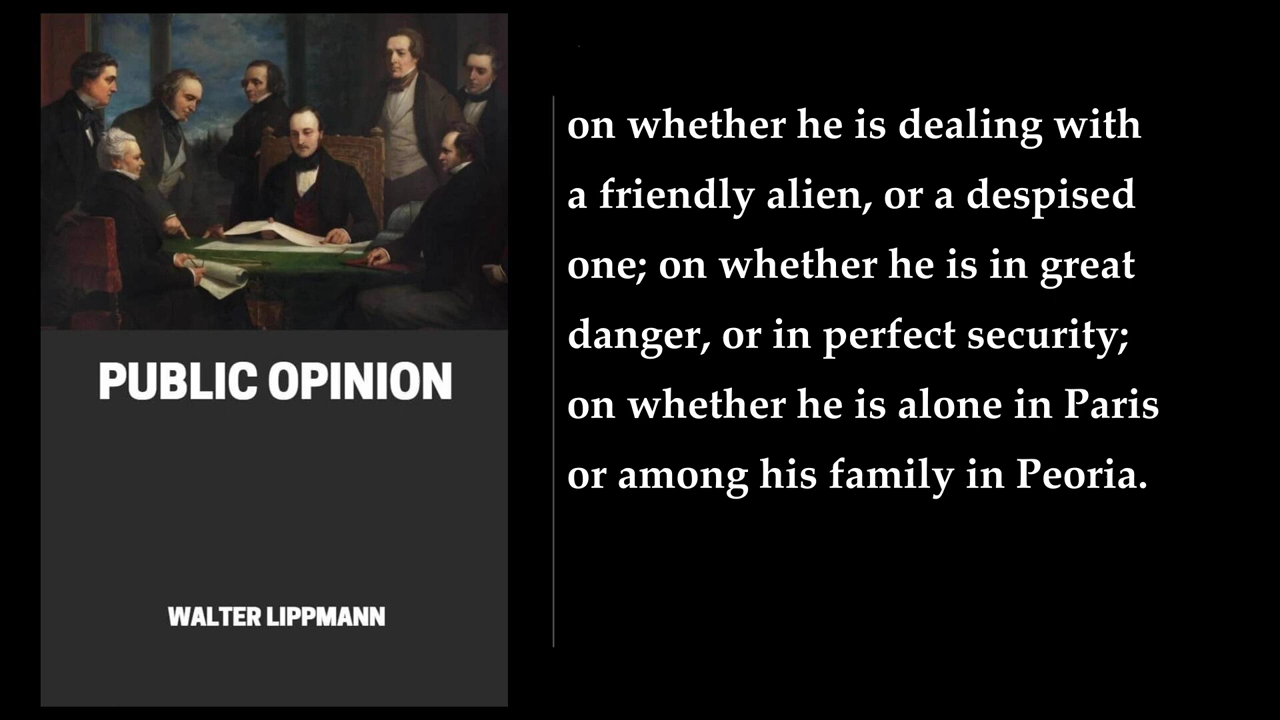 PUBLIC OPINION
WALTER LIPPMANN
on whether he is dealing with
a friendly alien, or a despised
one; on whether he is in great
danger, or in perfect security;
on whether he is alone in Paris
or among his family in Peoria.